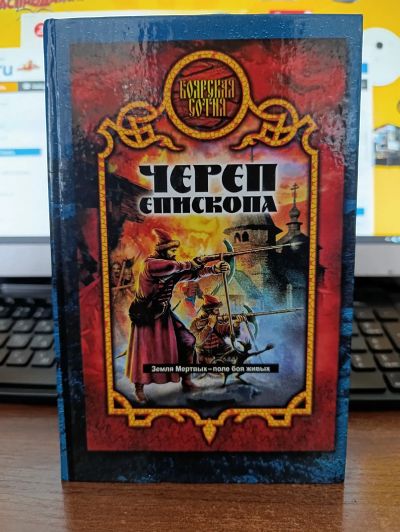 БОЯРСКАЯ
СОТНЯ
ЧЕРЕП
ЕПИСКОПА
Земля Мертвых – поле боя живых